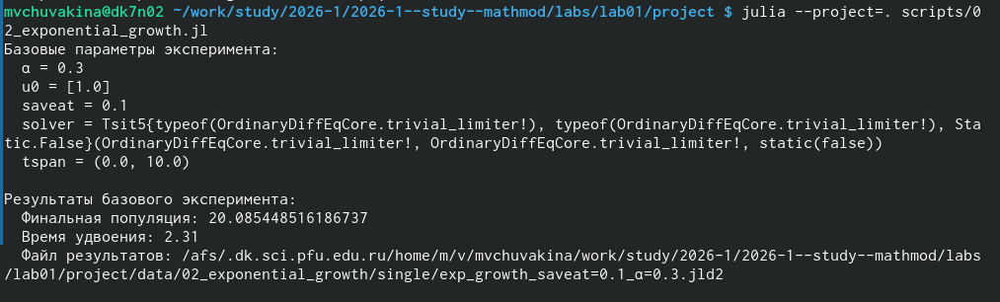 mvchuvakina@dk7n02 ~/work/study/2026-1/2026-1--study--mathmod/labs/lab01/project $ julia --project=. scripts/0
2_exponential_growth.jl
Базовые параметры эксперимента:
α = 0.3
u0 = [1.0]
saveat = 0.1
solver = Tsit5{typeof(OrdinaryDiffEqCore.trivial_limiter!), typeof(OrdinaryDiffEqCore.trivial_limiter!), Sta
tic.False}(OrdinaryDiffEqCore.trivial_limiter!, OrdinaryDiffEqCore.trivial_limiter!, static(false))
tspan = (0.0, 10.0)
Результаты базового эксперимента:
Финальная популяция: 20.085448516186737
Время удвоения: 2.31
Файл результатов: /afs/.dk.sci.pfu.edu.ru/home/m/v/mvchuvakina/work/study/2026-1/2026-1--study--mathmod/labs
/lab01/project/data/02_exponential_growth/single/exp_growth_saveat=0.1_α=0.3.jld2